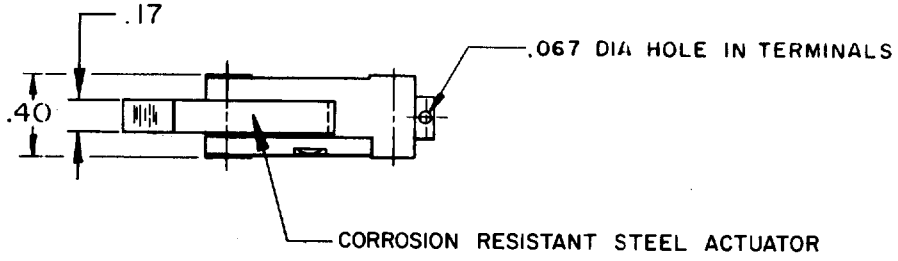 .17
.067 DIA HOLE IN TERMINALS
.40
CORROSION RESISTANT STEEL ACTUATOR